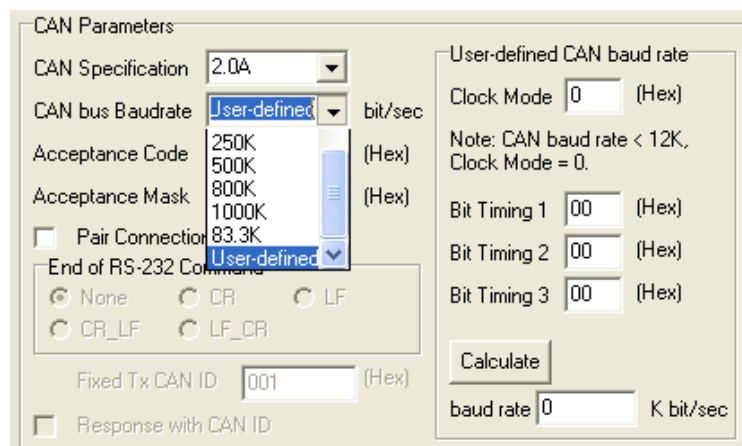 CAN Parameters
CAN Specification 2.0A
CAN bus Baudrate User-defined bit/sec
250K
500K
800K
1000K
83.3K
User-defined
Acceptance Code (Hex)
Acceptance Mask (Hex)
Pair Connection
End of RS-232 Command
None CR LF
CR_LF LF_CR
Fixed Tx CAN ID 001 (Hex)
Response with CAN ID
User-defined CAN baud rate
Clock Mode 0 (Hex)
Note: CAN baud rate < 12K,
Clock Mode = 0.
Bit Timing 1 00 (Hex)
Bit Timing 2 00 (Hex)
Bit Timing 3 00 (Hex)
Calculate
baud rate 0 K bit/sec